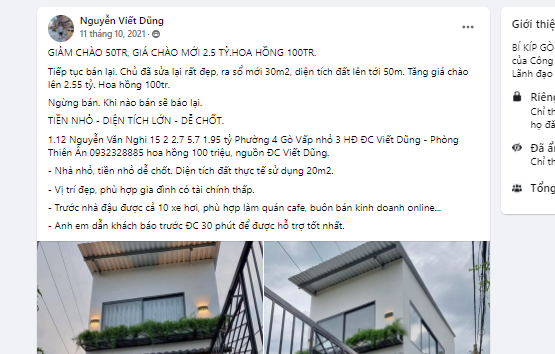 Nguyễn Viết Dũng
11 tháng 10, 2021 ·
GIẢM CHÀO 50TR, GIÁ CHÀO MỚI 2.5 TỶ.HOA HỒNG 100TR.
Tiếp tục bán lại. Chủ đã sửa lại rất đẹp, ra sổ mới 30m2, diện tích đất lên tới 50m. Tăng giá chào
lên 2.55 tỷ. Hoa hồng 100tr.
Ngừng bán. Khi nào bán sẽ báo lại.
TIỀN NHỎ - DIỆN TÍCH LỚN - DỄ CHỐT.
1.12 Nguyễn Văn Nghi 15 2 2.7 5.7 1.95 tỷ Phường 4 Gò Vấp nhỏ 3 HĐ ĐC Viết Dũng - Phòng
Thiên Ân 0932328885 hoa hồng 100 triệu, nguồn ĐC Viết Dũng.
- Nhà nhỏ, tiền nhỏ dễ chốt. Diện tích đất thực tế sử dụng 20m2.
- Vị trí đẹp, phù hợp gia đình có tài chính thấp.
- Trước nhà đậu được cả 10 xe hơi, phù hợp làm quán cafe, buôn bán kinh doanh online...
- Anh em dẫn khách báo trước ĐC 30 phút để được hỗ trợ tốt nhất.
Giới thiệ
BÍ KÍP GÒ
của Công
Lãnh đạo
Riêng
Chỉ th
họ đă
Đã ẩ
Chỉ th
Tổng